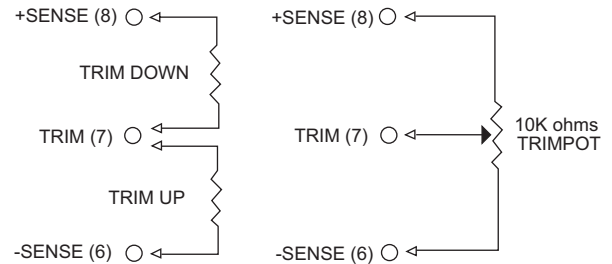 +SENSE (8)
TRIM DOWN
TRIM (7)
TRIM UP
-SENSE (6)
+SENSE (8)
TRIM (7)
10K ohms
TRIMPOT
-SENSE (6)